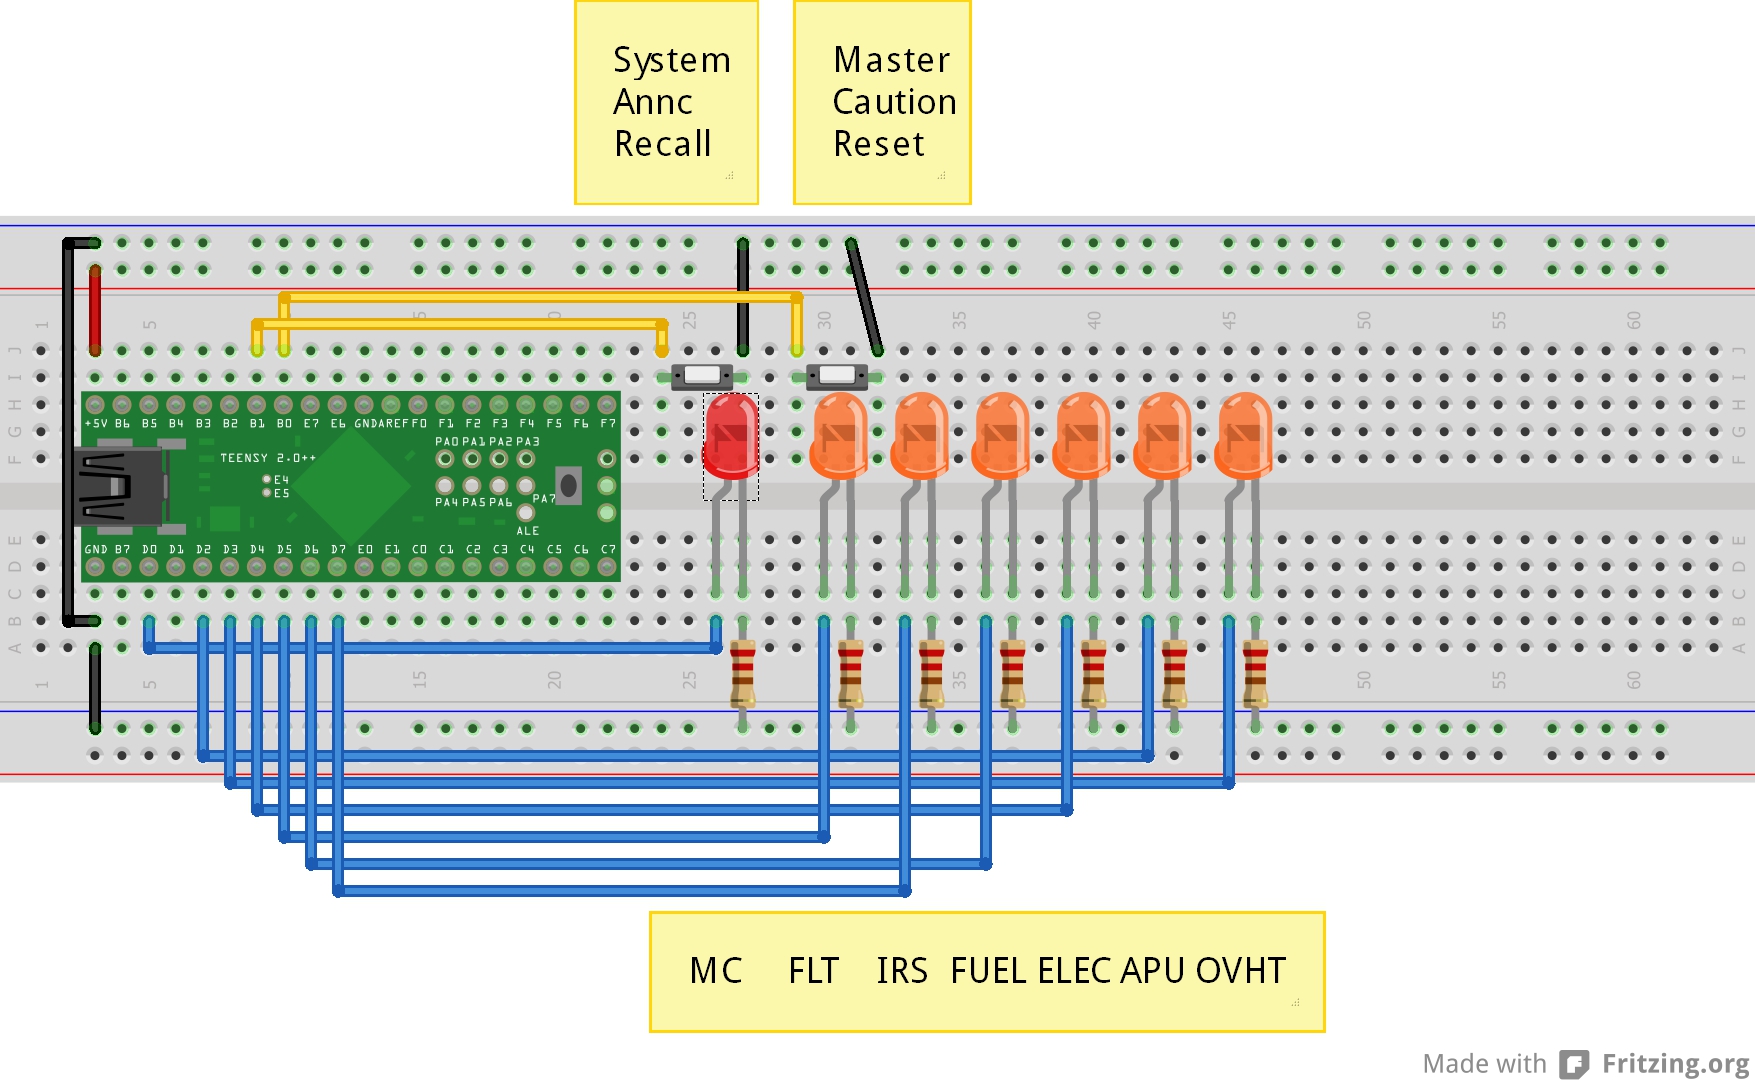 System
Annc
Recall
Master
Caution
Reset
1 5 15 20 25 30 35 40 45 50 55 60
J J
I I
H H
G G
F F
+5V B6 B5 B4 B3 B2 B1 B0 E7 E6 GND AREF F0 F1 F2 F3 F4 F5 F6 F7
PA0 PA1 PA2 PA3
TEENSY 2.0++
E4
E5
PA4 PA5 PA6 PA7
ALE
GND B7 D0 D1 D2 D3 D4 D5 D6 D7 E0 E1 C0 C1 C2 C3 C4 C5 C6 C7
E E
D D
C C
B B
A A
1 5 15 20 25 35 50 55 60
MC FLT IRS FUEL ELEC APU OVHT
Made with Fritzing.org